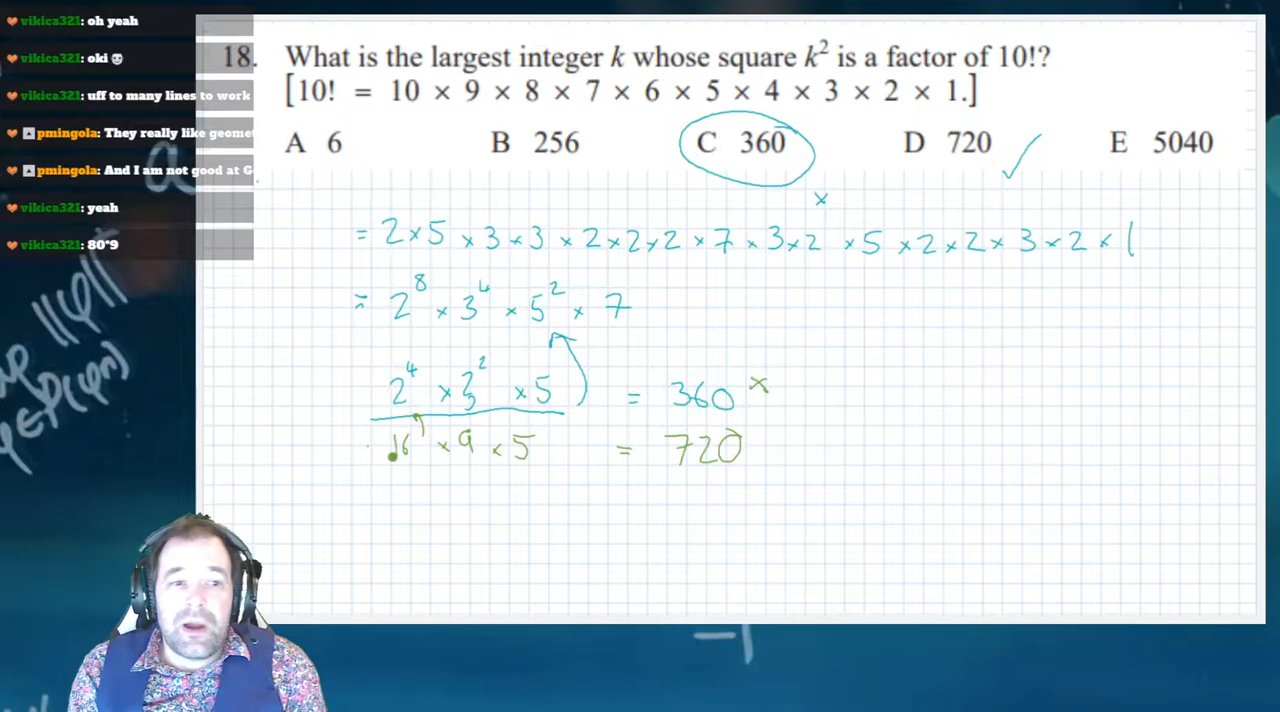 vikica321: oh yeah
vikica321: oki
vikica321: uff to many lines to work
pmingola: They really like geome
pmingola: And I am not good at G
vikica321: yeah
vikica321: 80*9
18. What is the largest integer k whose square k² is a factor of 10!?
[10! = 10 × 9 × 8 × 7 × 6 × 5 × 4 × 3 × 2 × 1.]
A 6 B 256 C 360 D 720 ✓ E 5040
x
= 2 × 5 × 3 × 3 × 2 × 2 × 2 × 7 × 3 × 2 × 5 × 2 × 2 × 3 × 2 × 1
= 2⁸ × 3⁴ × 5² × 7
2⁴ × 3² × 5 ) = 360 x
16 × 9 × 5 = 720
||φ||
φ∈P(φⁿ)
a
−1